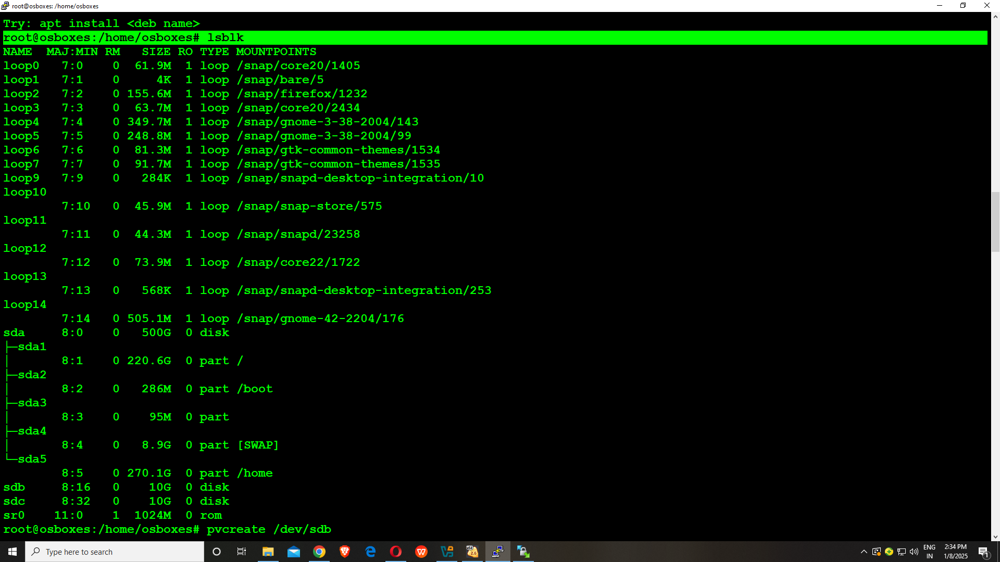 root@osboxes: /home/osboxes
Try: apt install <deb name>
root@osboxes:/home/osboxes# lsblk
NAME  MAJ:MIN RM   SIZE RO TYPE MOUNTPOINTS
loop0   7:0    0  61.9M  1 loop /snap/core20/1405
loop1   7:1    0     4K  1 loop /snap/bare/5
loop2   7:2    0 155.6M  1 loop /snap/firefox/1232
loop3   7:3    0  63.7M  1 loop /snap/core20/2434
loop4   7:4    0 349.7M  1 loop /snap/gnome-3-38-2004/143
loop5   7:5    0 248.8M  1 loop /snap/gnome-3-38-2004/99
loop6   7:6    0  81.3M  1 loop /snap/gtk-common-themes/1534
loop7   7:7    0  91.7M  1 loop /snap/gtk-common-themes/1535
loop9   7:9    0   284K  1 loop /snap/snapd-desktop-integration/10
loop10
        7:10   0  45.9M  1 loop /snap/snap-store/575
loop11
        7:11   0  44.3M  1 loop /snap/snapd/23258
loop12
        7:12   0  73.9M  1 loop /snap/core22/1722
loop13
        7:13   0   568K  1 loop /snap/snapd-desktop-integration/253
loop14
        7:14   0 505.1M  1 loop /snap/gnome-42-2204/176
sda     8:0    0   500G  0 disk
├─sda1
│       8:1    0 220.6G  0 part /
├─sda2
│       8:2    0   286M  0 part /boot
├─sda3
│       8:3    0    95M  0 part
├─sda4
│       8:4    0   8.9G  0 part [SWAP]
└─sda5
        8:5    0 270.1G  0 part /home
sdb     8:16   0    10G  0 disk
sdc     8:32   0    10G  0 disk
sr0    11:0    1  1024M  0 rom
root@osboxes:/home/osboxes# pvcreate /dev/sdb
Type here to search
x64
2.6
ENG
IN
2:34 PM
1/8/2025
1